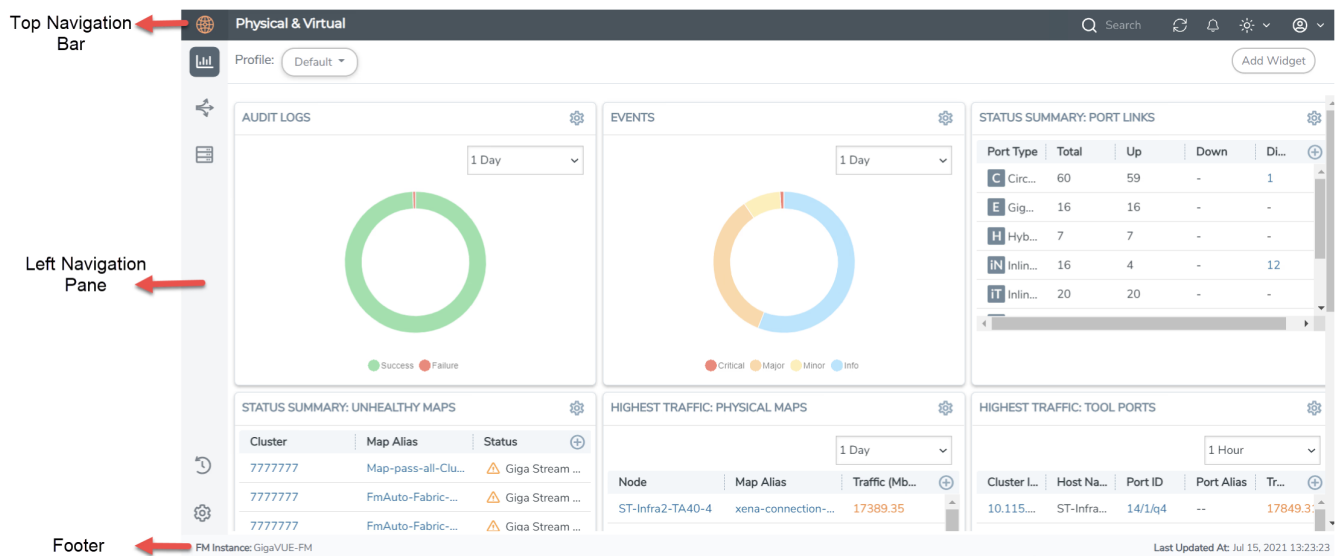 Top Navigation
Bar
Physical & Virtual
Search
Profile:
Default
Add Widget
Left Navigation
Pane
AUDIT LOGS
1 Day
Success Failure
EVENTS
1 Day
Critical Major Minor Info
STATUS SUMMARY: PORT LINKS
Port Type Total Up Down Di...
C Circ... 60 59 - 1
E Gig... 16 16 - -
H Hyb... 7 7 - -
iN Inlin... 16 4 - 12
iT Inlin... 20 20 - -
STATUS SUMMARY: UNHEALTHY MAPS
Cluster Map Alias Status
7777777 Map-pass-all-Clu... Giga Stream ...
7777777 FmAuto-Fabric-... Giga Stream ...
7777777 FmAuto-Fabric-... Giga Stream ...
HIGHEST TRAFFIC: PHYSICAL MAPS
1 Day
Node Map Alias Traffic (Mb...
ST-Infra2-TA40-4 xena-connection-... 17389.35
HIGHEST TRAFFIC: TOOL PORTS
1 Hour
Cluster I... Host Na... Port ID Port Alias Tr...
10.115.... ST-Infra... 14/1/q4 -- 17849.31
Footer
FM Instance: GigaVUE-FM
Last Updated At: Jul 15, 2021 13:23:23